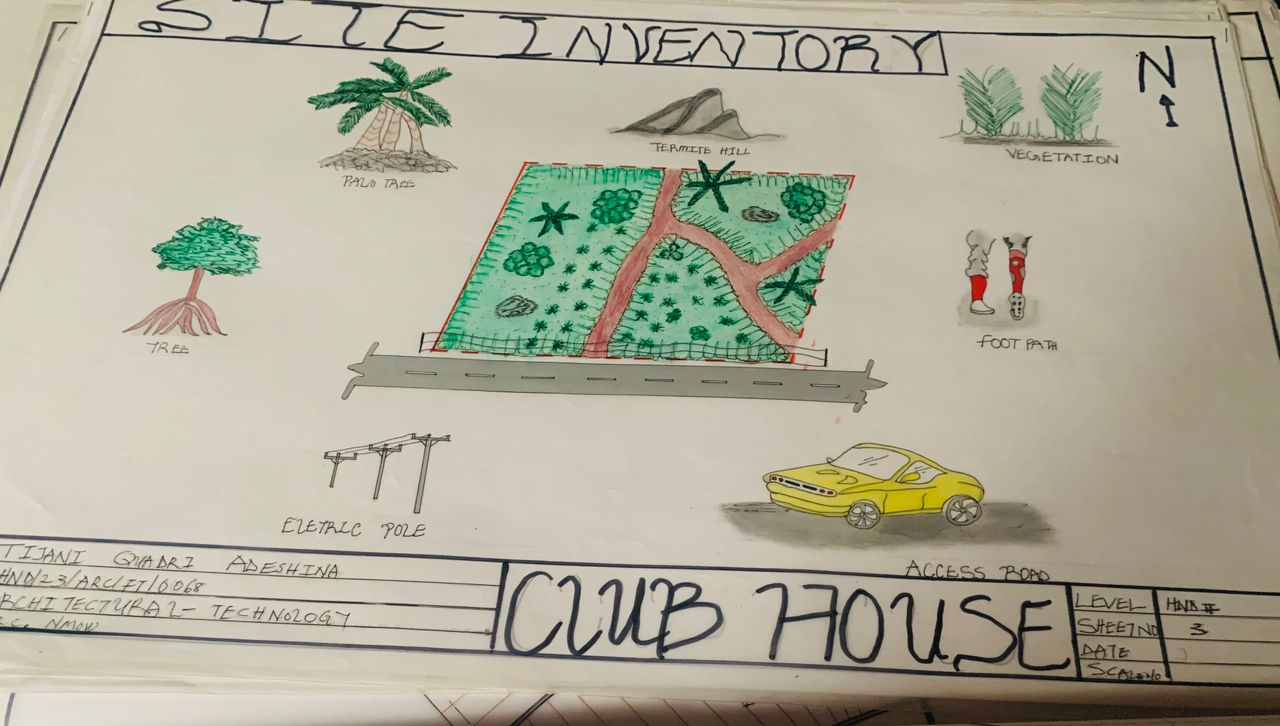 SITE INVENTORY
N
PALM TREE
TERMITE HILL
VEGETATION
TREE
FOOT PATH
ELETRIC POLE
ACCESS ROAD
TIJANI QUADRI ADESHINA
HND/23/ARC/FT/0068
ARCHITECTURAL TECHNOLOGY
CLUB HOUSE
LEVEL HND II
SHEET NO 3
DATE
SCALE